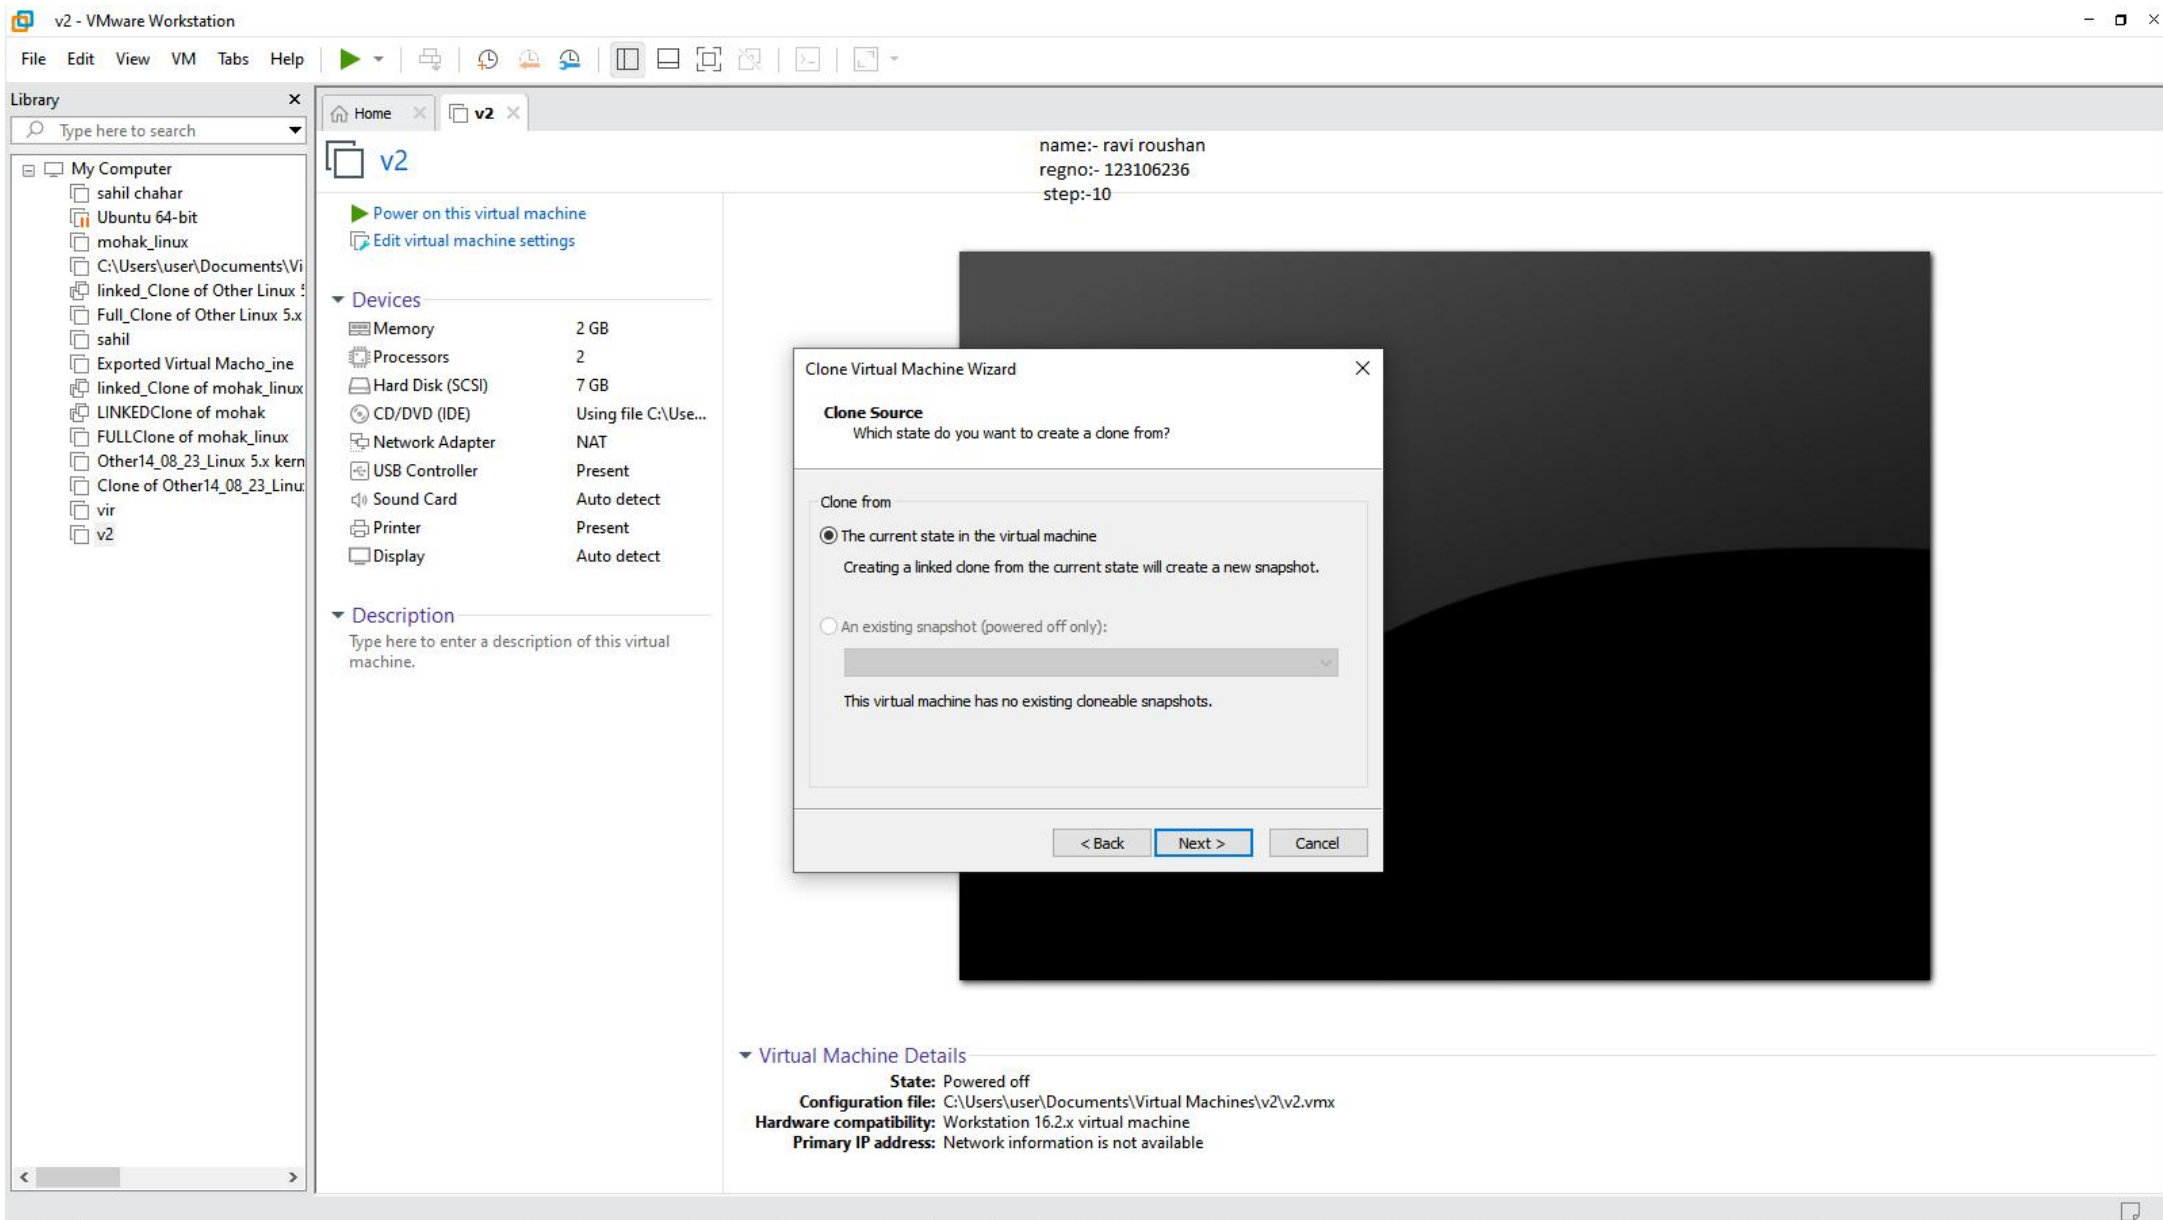 v2 - VMware Workstation
File Edit View VM Tabs Help
Library
Type here to search
My Computer
sahil chahar
Ubuntu 64-bit
mohak_linux
C:\Users\user\Documents\Vi
linked_Clone of Other Linux 5
Full_Clone of Other Linux 5.x
sahil
Exported Virtual Macho_ine
linked_Clone of mohak_linux
LINKEDClone of mohak
FULLClone of mohak_linux
Other14_08_23_Linux 5.x kern
Clone of Other14_08_23_Linu
vir
v2
Home
v2
v2
name:- ravi roushan
regno:- 123106236
step:-10
Power on this virtual machine
Edit virtual machine settings
Devices
Memory 2 GB
Processors 2
Hard Disk (SCSI) 7 GB
CD/DVD (IDE) Using file C:\Use...
Network Adapter NAT
USB Controller Present
Sound Card Auto detect
Printer Present
Display Auto detect
Description
Type here to enter a description of this virtual
machine.
Clone Virtual Machine Wizard
Clone Source
Which state do you want to create a clone from?
Clone from
The current state in the virtual machine
Creating a linked clone from the current state will create a new snapshot.
An existing snapshot (powered off only):
This virtual machine has no existing cloneable snapshots.
< Back Next > Cancel
Virtual Machine Details
State: Powered off
Configuration file: C:\Users\user\Documents\Virtual Machines\v2\v2.vmx
Hardware compatibility: Workstation 16.2.x virtual machine
Primary IP address: Network information is not available